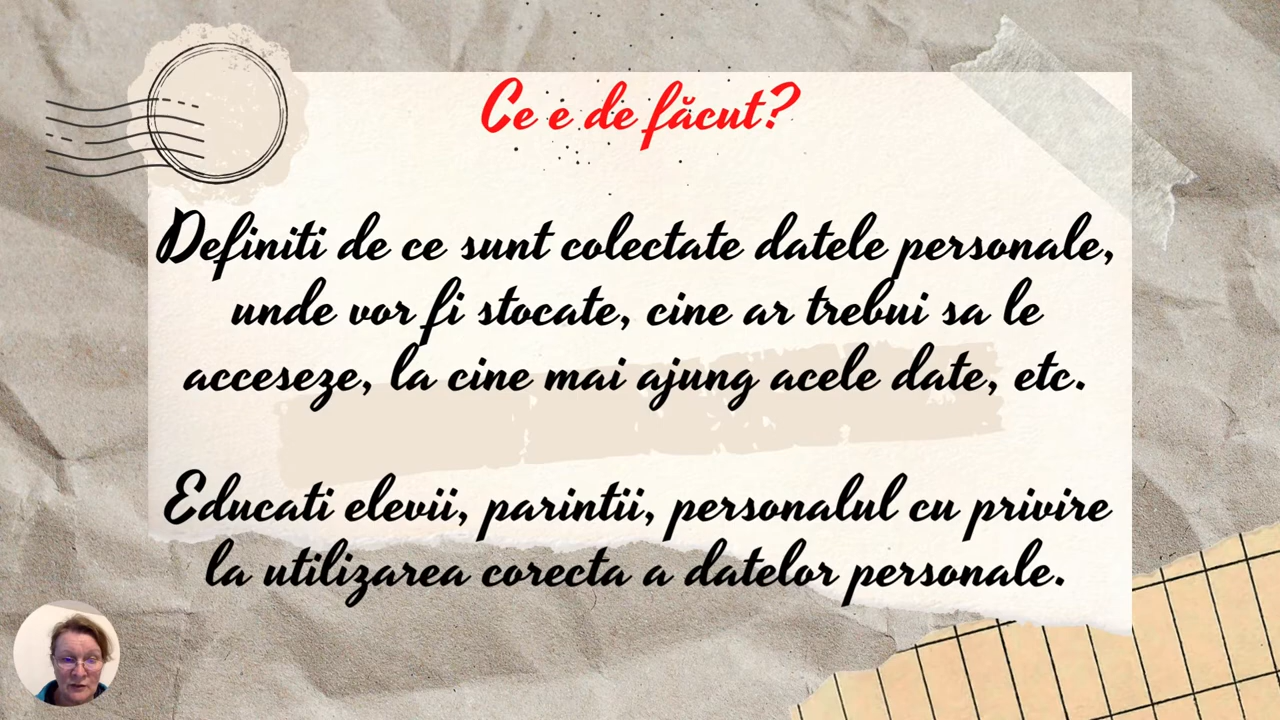 Ce e de făcut?
Definiti de ce sunt colectate datele personale,
unde vor fi stocate, cine ar trebui sa le
acceseze, la cine mai ajung acele date, etc.
Educati elevii, parintii, personalul cu privire
la utilizarea corecta a datelor personale.